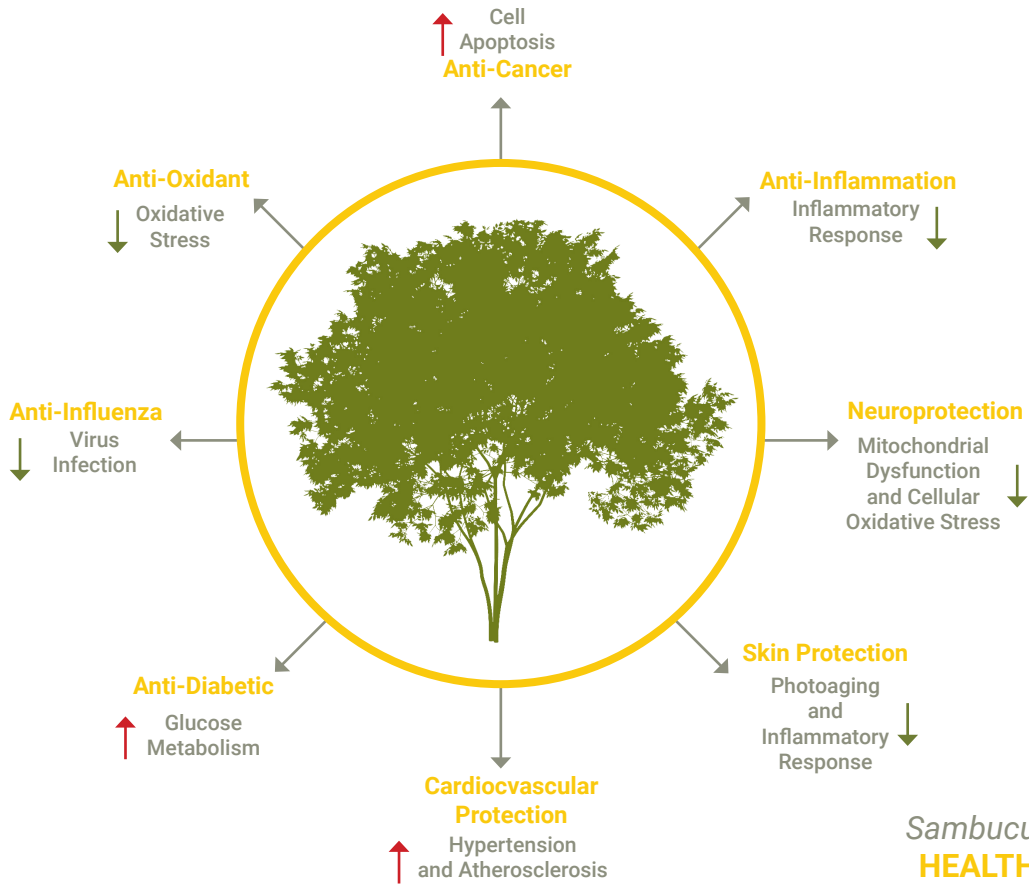 Cell
Apoptosis
Anti-Cancer
Anti-Oxidant
Oxidative
Stress
Anti-Inflammation
Inflammatory
Response
Anti-Influenza
Virus
Infection
Neuroprotection
Mitochondrial
Dysfunction
and Cellular
Oxidative Stress
Anti-Diabetic
Glucose
Metabolism
Skin Protection
Photoaging
and
Inflammatory
Response
Cardiocvascular
Protection
Hypertension
and Atherosclerosis
Sambucu
HEALTH